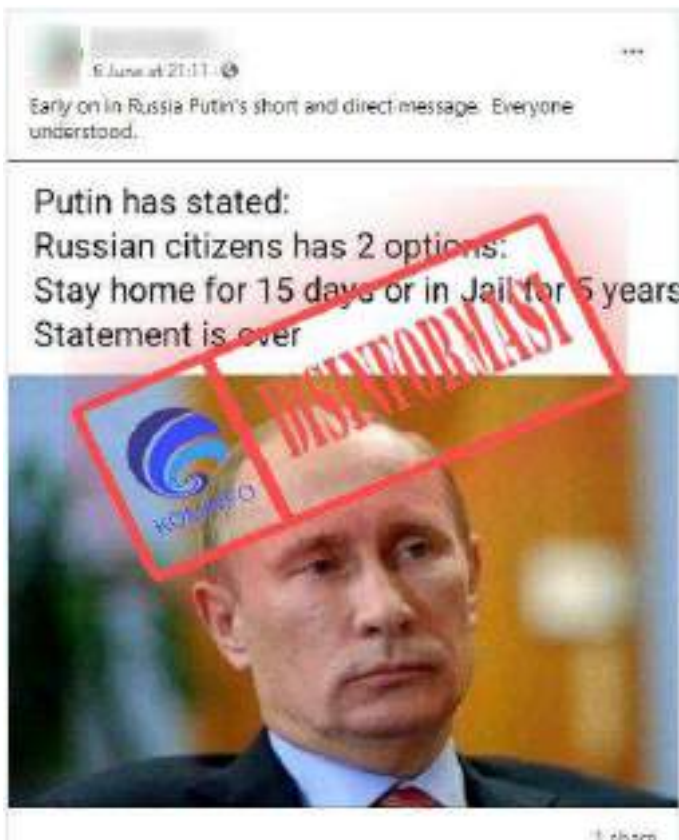 6 June at 21:11
Early on in Russia Putin's short and direct message. Everyone
understood.
Putin has stated:
Russian citizens has 2 options:
Stay home for 15 days or in Jail for 5 years
Statement is over
DISINFORMASI
KOMINFO
1 share